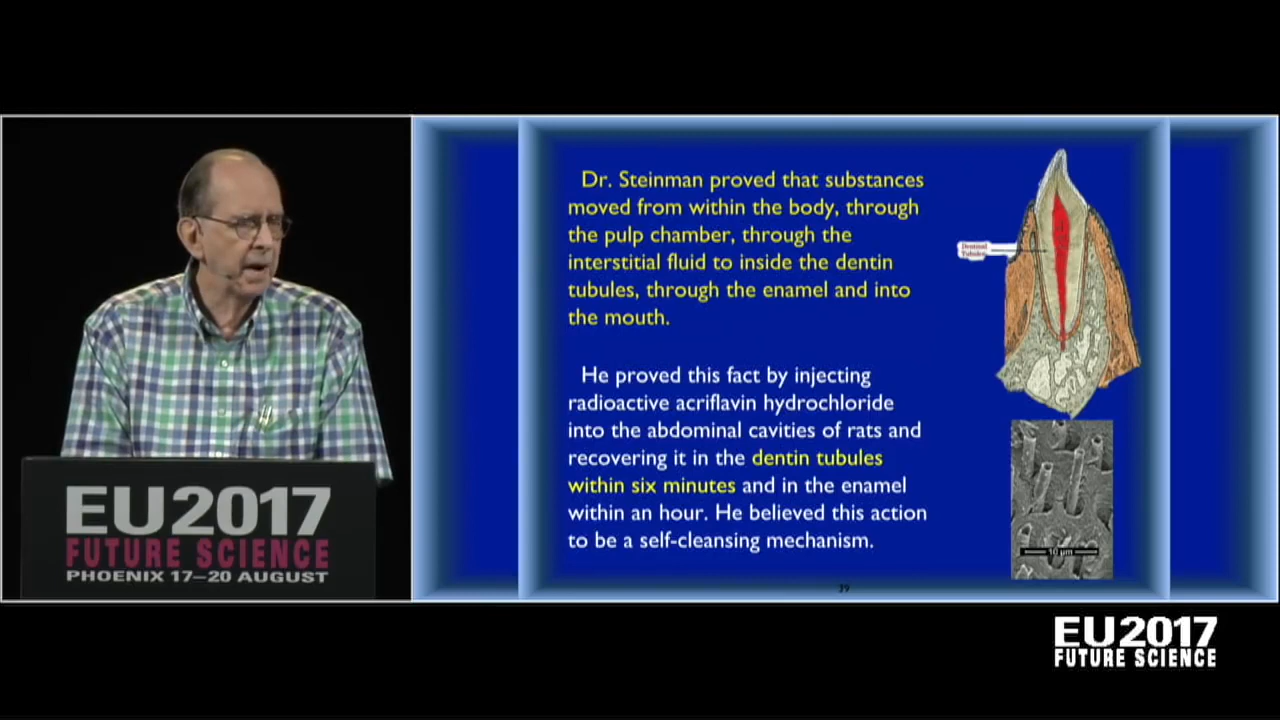 Dr. Steinman proved that substances
moved from within the body, through
the pulp chamber, through the
interstitial fluid to inside the dentin
tubules, through the enamel and into
the mouth.
He proved this fact by injecting
radioactive acriflavin hydrochloride
into the abdominal cavities of rats and
recovering it in the dentin tubules
within six minutes and in the enamel
within an hour. He believed this action
to be a self-cleansing mechanism.
Dentinal
Tubules
10 µm
39
EU2017
FUTURE SCIENCE
PHOENIX 17–20 AUGUST
EU2017
FUTURE SCIENCE